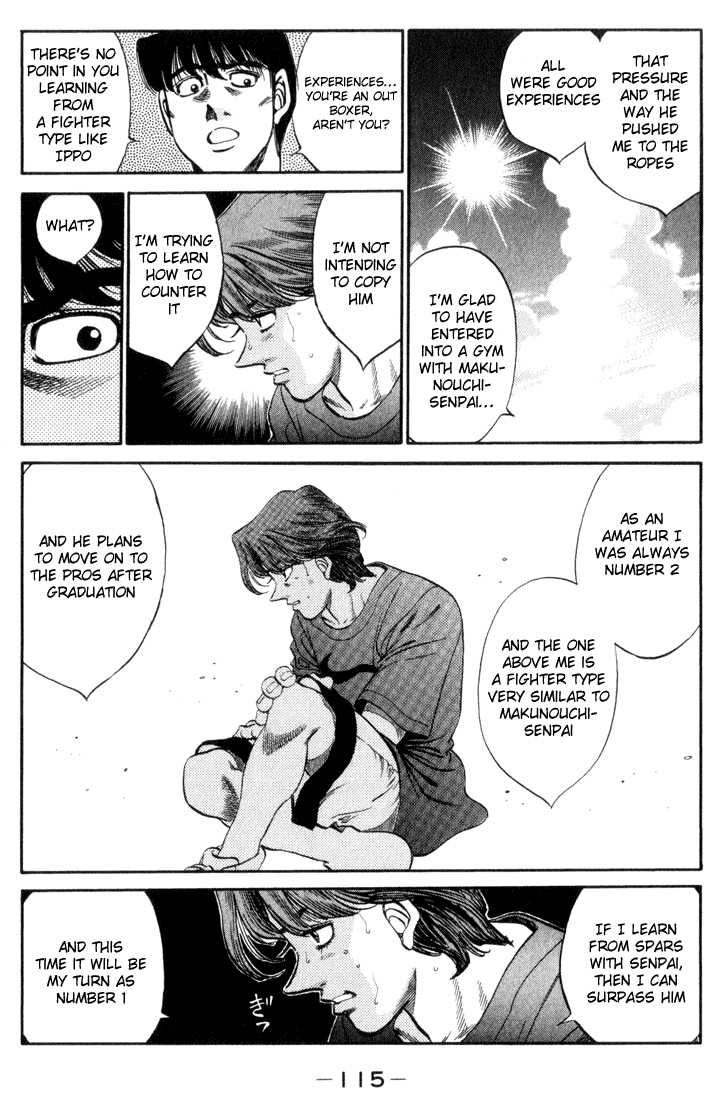 THAT
PRESSURE
AND THE
WAY HE
PUSHED
ME TO THE
ROPES
ALL
WERE GOOD
EXPERIENCES
I'M GLAD
TO HAVE
ENTERED
INTO A GYM
WITH MAKU-
NOUCHI-
SENPAI...
EXPERIENCES...
YOU'RE AN OUT
BOXER,
AREN'T YOU?
THERE'S NO
POINT IN YOU
LEARNING
FROM
A FIGHTER
TYPE LIKE
IPPO
I'M NOT
INTENDING
TO COPY
HIM
I'M TRYING
TO LEARN
HOW TO
COUNTER
IT
WHAT?
AS AN
AMATEUR I
WAS ALWAYS
NUMBER 2
AND THE ONE
ABOVE ME IS
A FIGHTER TYPE
VERY SIMILAR TO
MAKUNOUCHI-
SENPAI
AND HE PLANS
TO MOVE ON TO
THE PROS AFTER
GRADUATION
IF I LEARN
FROM SPARS
WITH SENPAI,
THEN I CAN
SURPASS HIM
ぎっ
AND THIS
TIME IT WILL BE
MY TURN AS
NUMBER 1
—115—